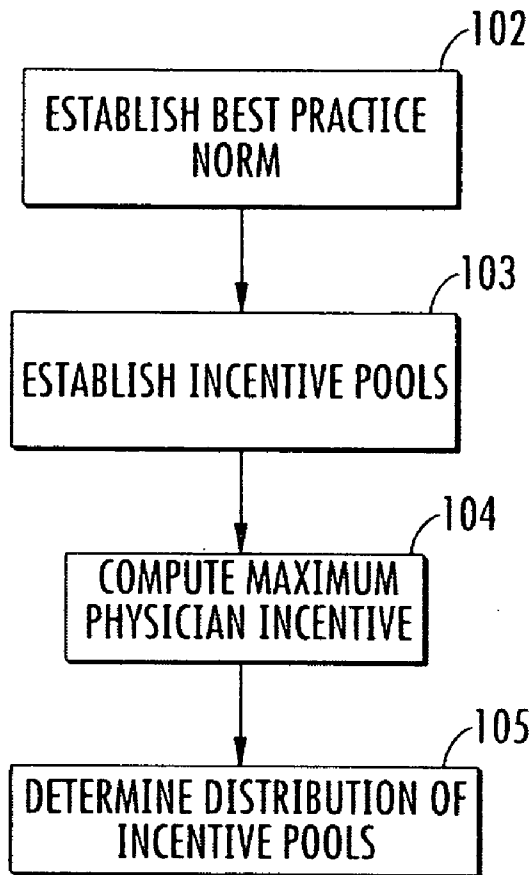 102
ESTABLISH BEST PRACTICE
NORM
103
ESTABLISH INCENTIVE POOLS
104
COMPUTE MAXIMUM
PHYSICIAN INCENTIVE
105
DETERMINE DISTRIBUTION OF
INCENTIVE POOLS